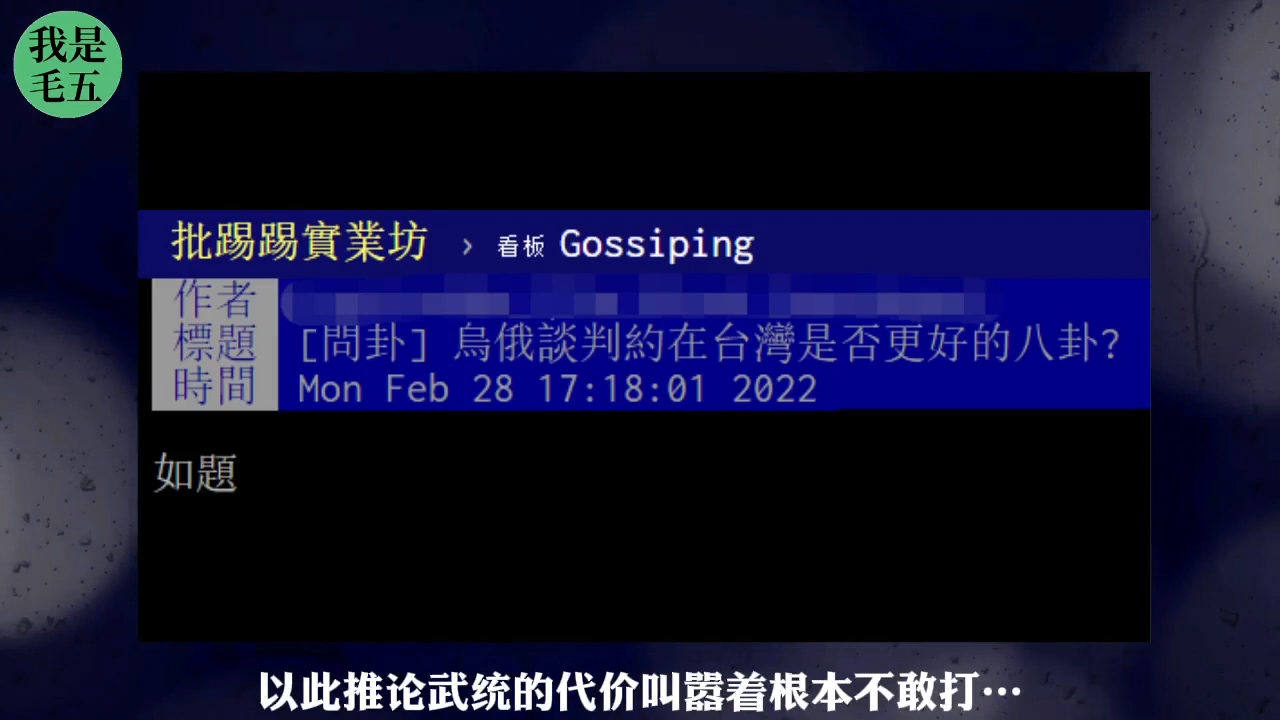 我是
毛五
批踢踢實業坊 › 看板 Gossiping
作者
標題 [問卦] 烏俄談判約在台灣是否更好的八卦?
時間 Mon Feb 28 17:18:01 2022
如題
以此推论武统的代价叫嚣着根本不敢打…